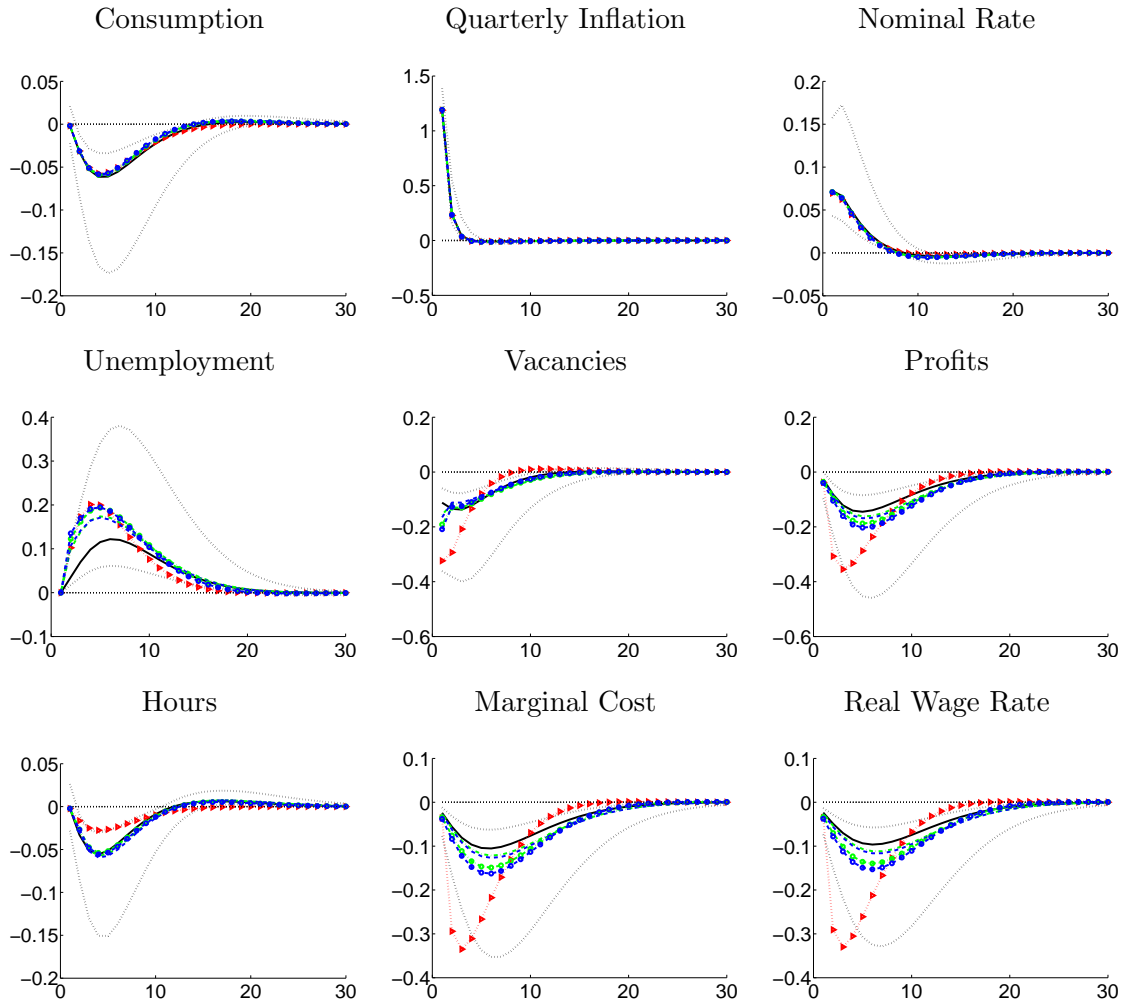 Consumption Quarterly Inflation Nominal Rate
0.05 1.5 0.2
0 1 0.15
−0.05 0.5 0.1
−0.1 0 0.05
−0.15 −0.5 0
−0.2 −0.05
0 10 20 30 0 10 20 30 0 10 20 30
Unemployment Vacancies Profits
0.4 0.2 0.2
0.3 0 0
0.2 −0.2 −0.2
0.1 −0.4 −0.4
0 −0.6 −0.6
−0.1
0 10 20 30 0 10 20 30 0 10 20 30
Hours Marginal Cost Real Wage Rate
0.05 0.1 0.1
0 0 0
−0.05 −0.1 −0.1
−0.1 −0.2 −0.2
−0.15 −0.3 −0.3
−0.2 −0.4 −0.4
0 10 20 30 0 10 20 30 0 10 20 30